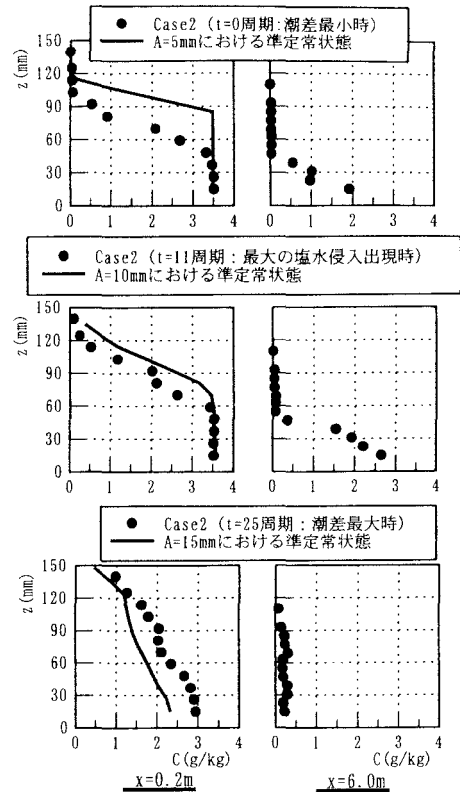 Case2 (t=0周期:潮差最小時)
A=5mmにおける準定常状態
z(mm)
150
120
90
60
30
0
0 1 2 3 4
0 1 2 3 4
Case2 (t=11周期:最大の塩水侵入出現時)
A=10mmにおける準定常状態
z(mm)
150
120
90
60
30
0
0 1 2 3 4
0 1 2 3 4
Case2 (t=25周期:潮差最大時)
A=15mmにおける準定常状態
z(mm)
150
120
90
60
30
0
0 1 2 3 4
0 1 2 3 4
C(g/kg)
C(g/kg)
x=0.2m
x=6.0m